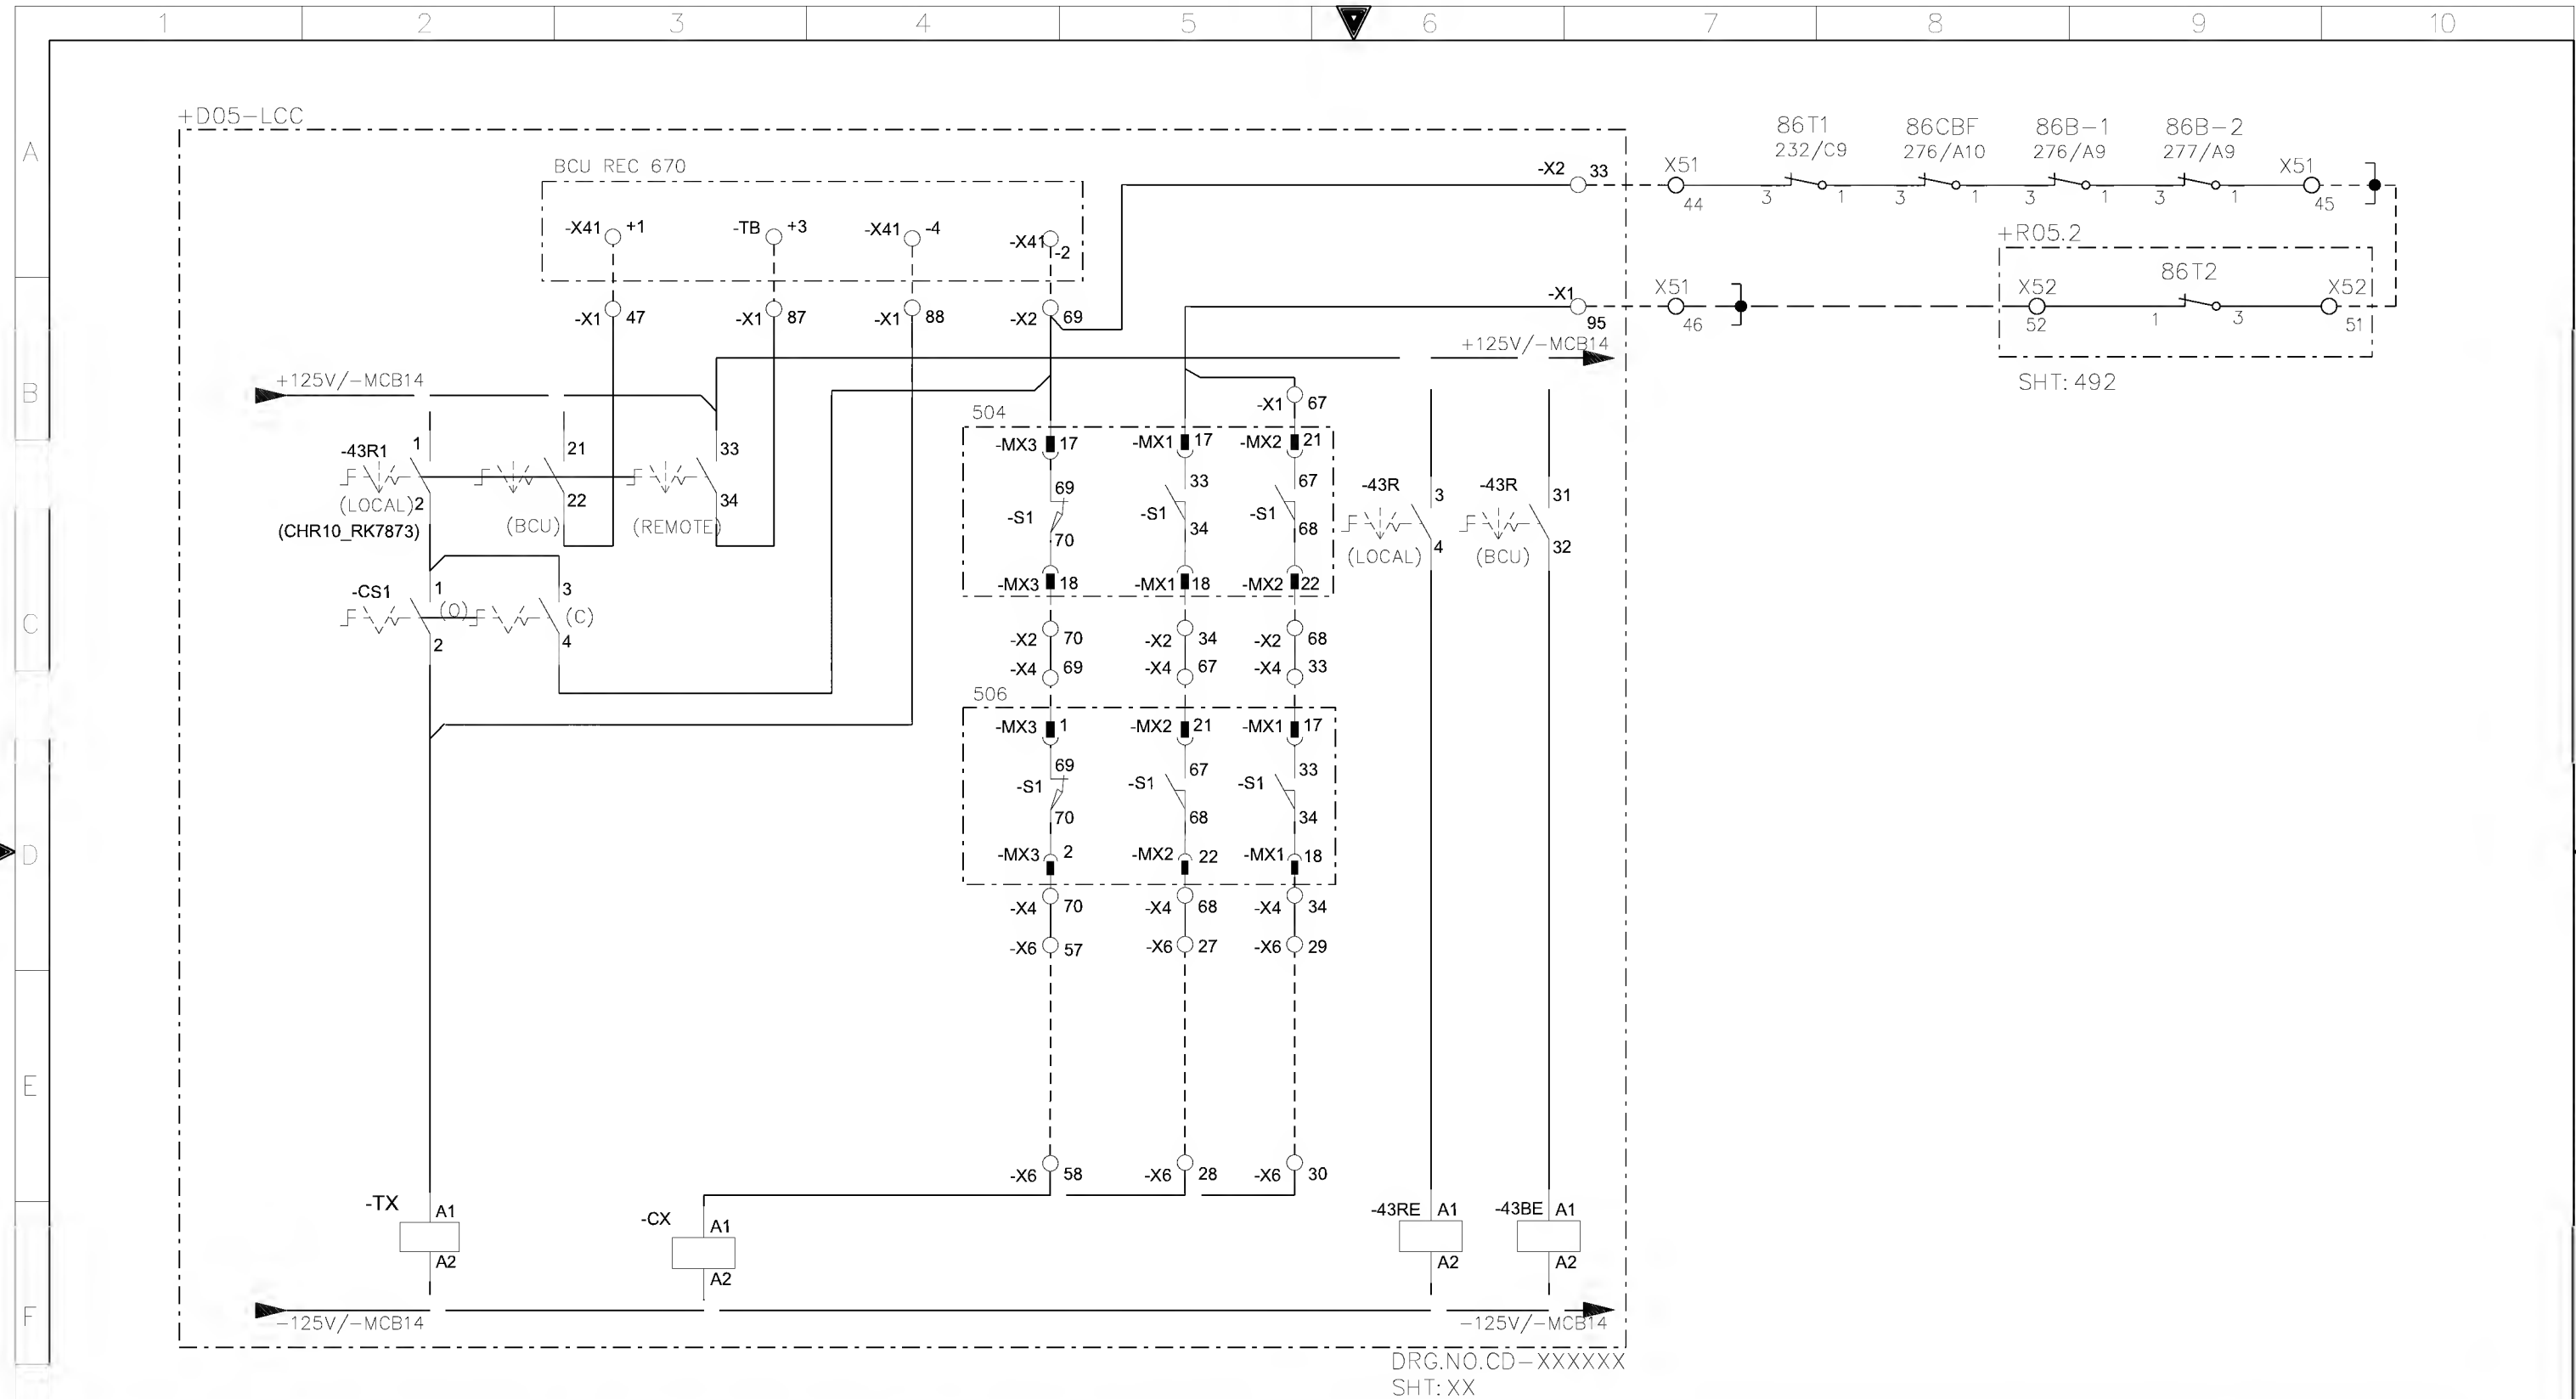 1 2 3 4 5 6 7 8 9 10
A
B
C
D
E
F
+D05-LCC
BCU REC 670
-X41 +1
-TB +3
-X41 -4
-X41 -2
-X1 47
-X1 87
-X1 88
-X2 69
-X2 33
X51 44
86T1
232/C9
3 1
86CBF
276/A10
3 1
86B-1
276/A9
3 1
86B-2
277/A9
3 1
X51 45
+R05.2
86T2
X52 52
1 3
X52 51
SHT: 492
-X1 95
X51 46
+125V/-MCB14
+125V/-MCB14
-43R1
1
2
(LOCAL)
(CHR10_RK7873)
21
22
(BCU)
33
34
(REMOTE)
-CS1
1
(O)
2
3
(C)
4
-X1 67
504
-MX3 17
-MX1 17
-MX2 21
69
-S1
70
33
-S1
34
67
-S1
68
-MX3 18
-MX1 18
-MX2 22
-X2 70
-X2 34
-X2 68
-X4 69
-X4 67
-X4 33
506
-MX3 1
-MX2 21
-MX1 17
69
-S1
70
67
-S1
68
33
-S1
34
-MX3 2
-MX2 22
-MX1 18
-X4 70
-X4 68
-X4 34
-X6 57
-X6 27
-X6 29
-X6 58
-X6 28
-X6 30
-43R
3
(LOCAL)
4
-43R
31
(BCU)
32
-TX
A1
A2
-CX
A1
A2
-43RE A1
A2
-43BE A1
A2
-125V/-MCB14
-125V/-MCB14
DRG.NO.CD-XXXXXX
SHT: XX